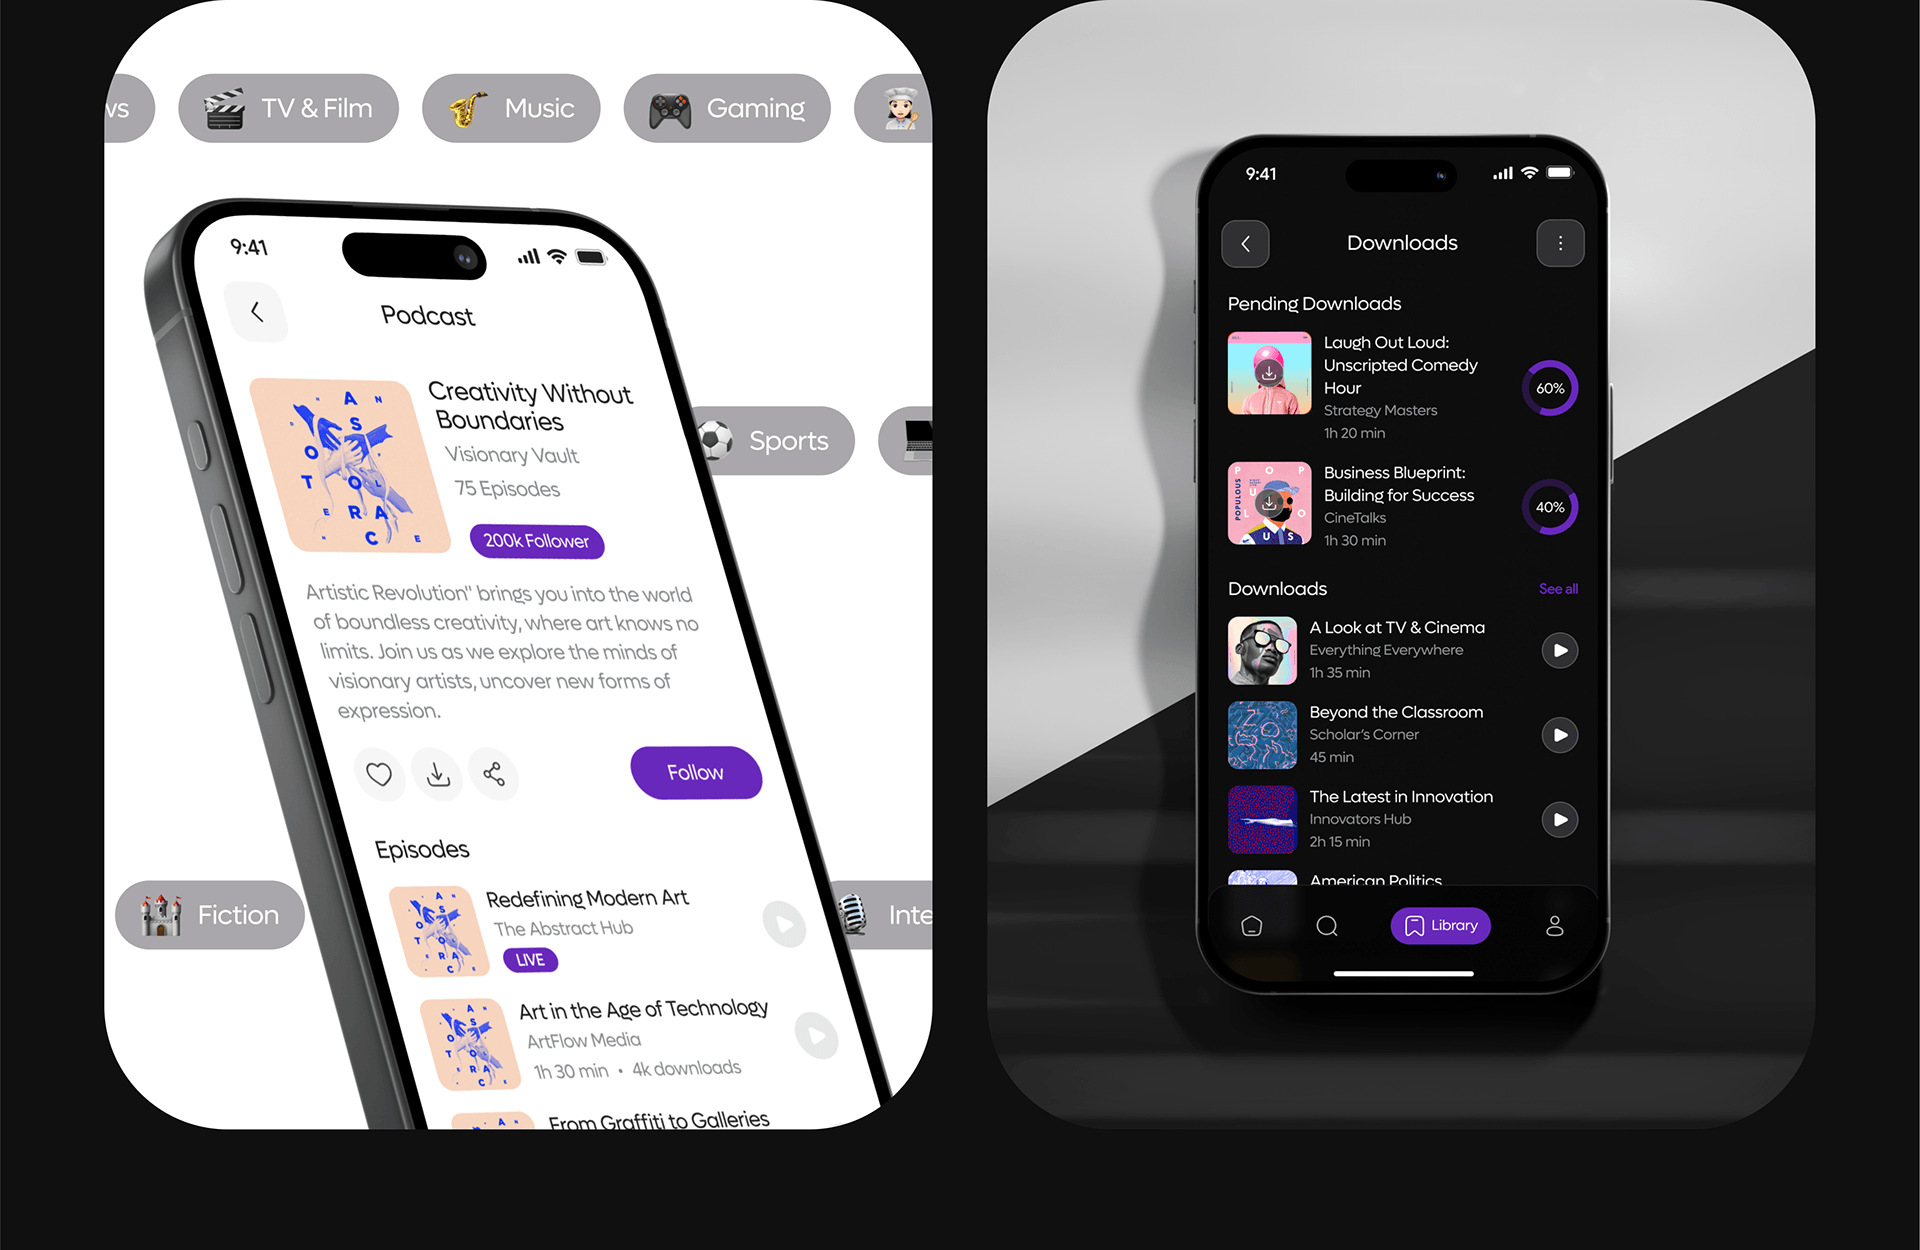 TV & Film
Music
Gaming
9:41
Podcast
Creativity Without
Boundaries
Visionary Vault
75 Episodes
200k Follower
Artistic Revolution" brings you into the world
of boundless creativity, where art knows no
limits. Join us as we explore the minds of
visionary artists, uncover new forms of
expression.
Follow
Episodes
Redefining Modern Art
The Abstract Hub
LIVE
Art in the Age of Technology
ArtFlow Media
1h 30 min • 4k downloads
From Graffiti to Galleries
Sports
Fiction
Inte
9:41
Downloads
Pending Downloads
Laugh Out Loud:
Unscripted Comedy
Hour
Strategy Masters
1h 20 min
60%
POP
POPULOUS
Business Blueprint:
Building for Success
CineTalks
1h 30 min
40%
Downloads
See all
A Look at TV & Cinema
Everything Everywhere
1h 35 min
Beyond the Classroom
Scholar's Corner
45 min
The Latest in Innovation
Innovators Hub
2h 15 min
American Politics
Library